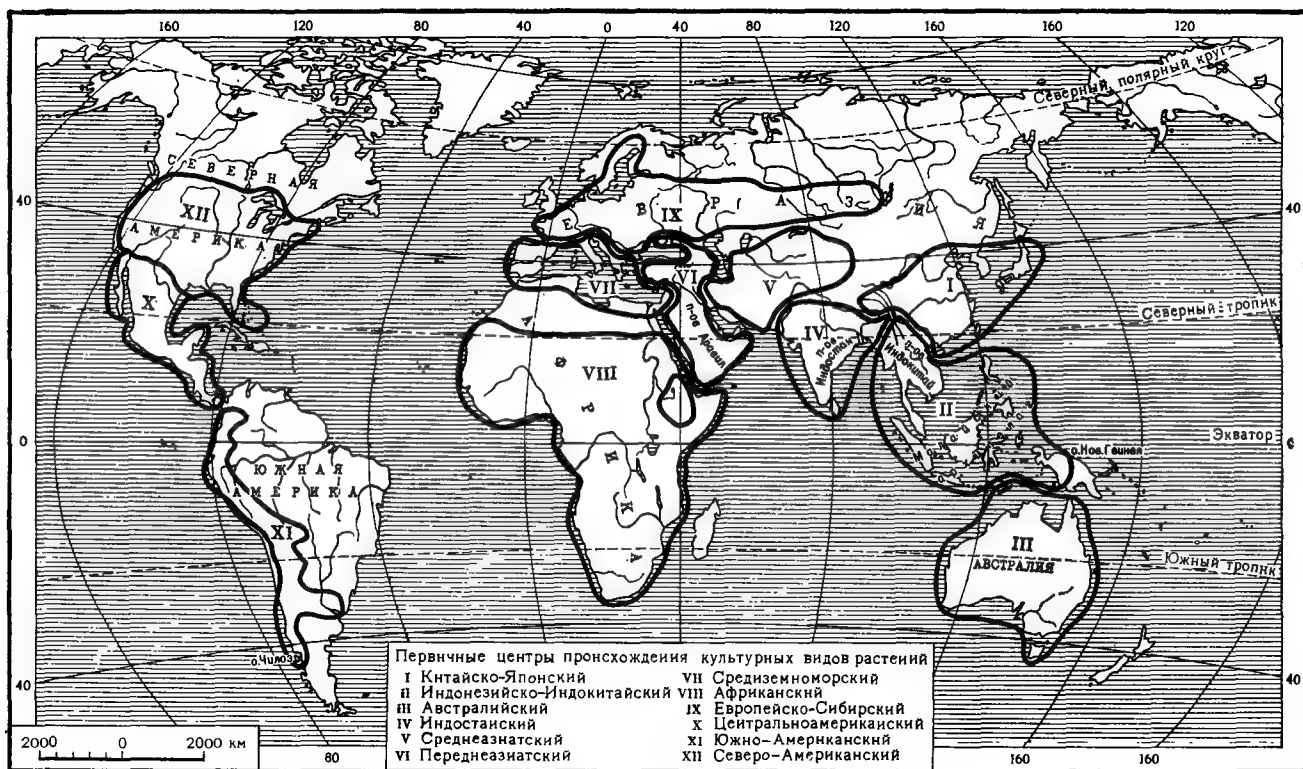 160 120 80 40 0 40 80 120 160 160 120
Северный полярный круг
СЕВЕРНАЯ
АМЕРИКА
XII
40
40
ЕВРАЗИЯ
IX
X
VII
VI
V
I
п-ов Аравия
IV
п-ов Индостан
п-ов Индокитай
Северный тропик
VIII
АФРИКА
II
0
Экватор
0
о.Нов.Гвинея
ЮЖНАЯ
АМЕРИКА
XI
III
АВСТРАЛИЯ
Южный тропик
о.Чилоэ
40
40
Первичные центры происхождения культурных видов растений
I Китайско-Японский
II Индонезийско-Индокитайский
III Австралийский
IV Индостанский
V Среднеазиатский
VI Переднеазиатский
VII Средиземноморский
VIII Африканский
IX Европейско-Сибирский
X Центральноамериканский
XI Южно-Американский
XII Северо-Американский
2000 0 2000 км
80
160
160